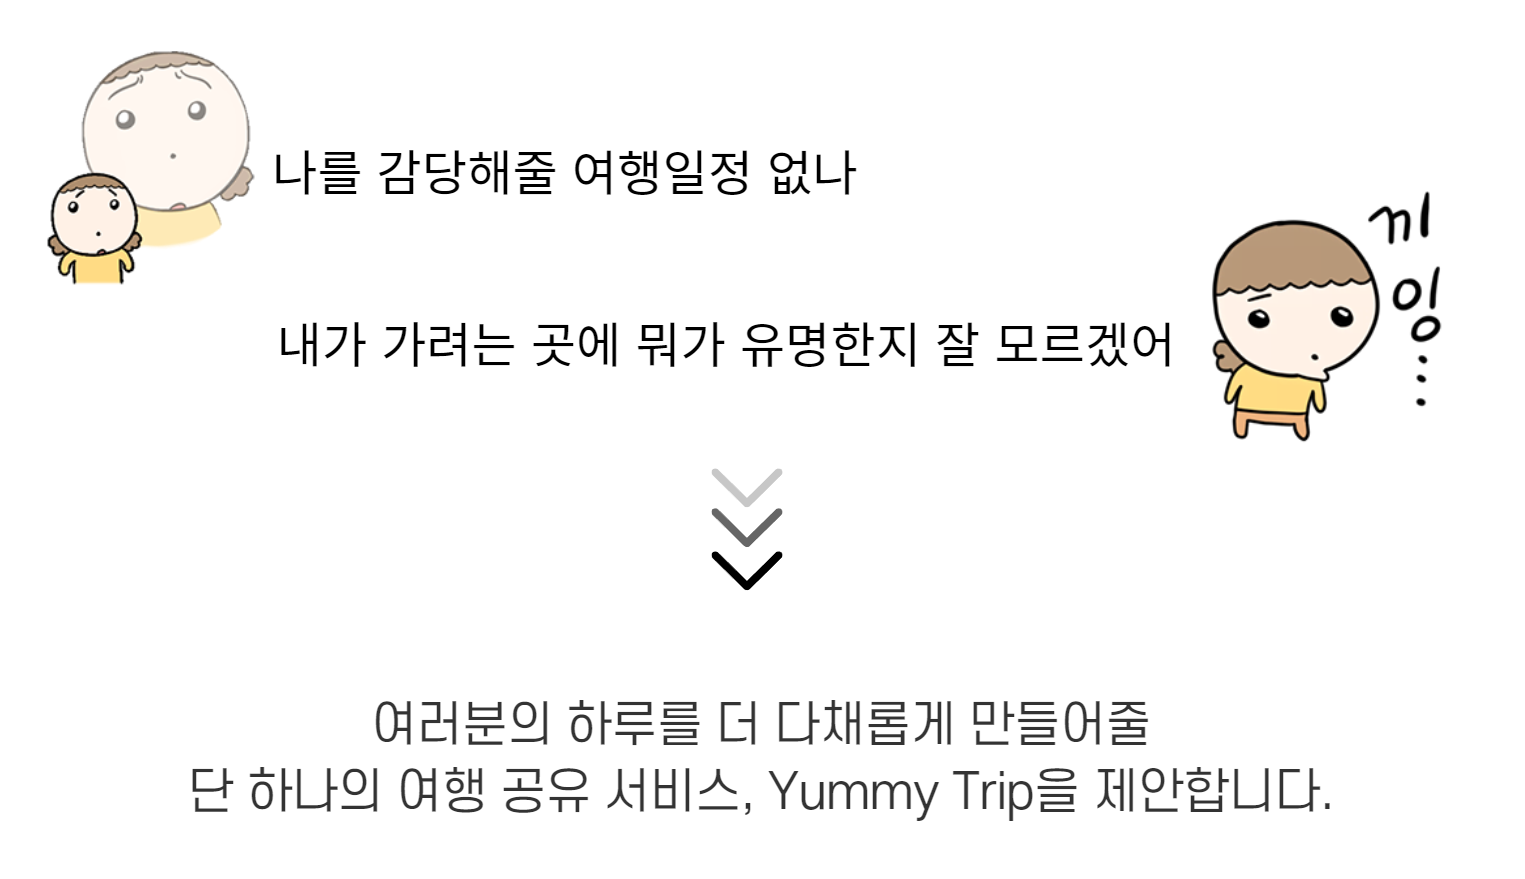 나를 감당해줄 여행일정 없나
내가 가려는 곳에 뭐가 유명한지 잘 모르겠어
끼
잉
...
여러분의 하루를 더 다채롭게 만들어줄
단 하나의 여행 공유 서비스, Yummy Trip을 제안합니다.